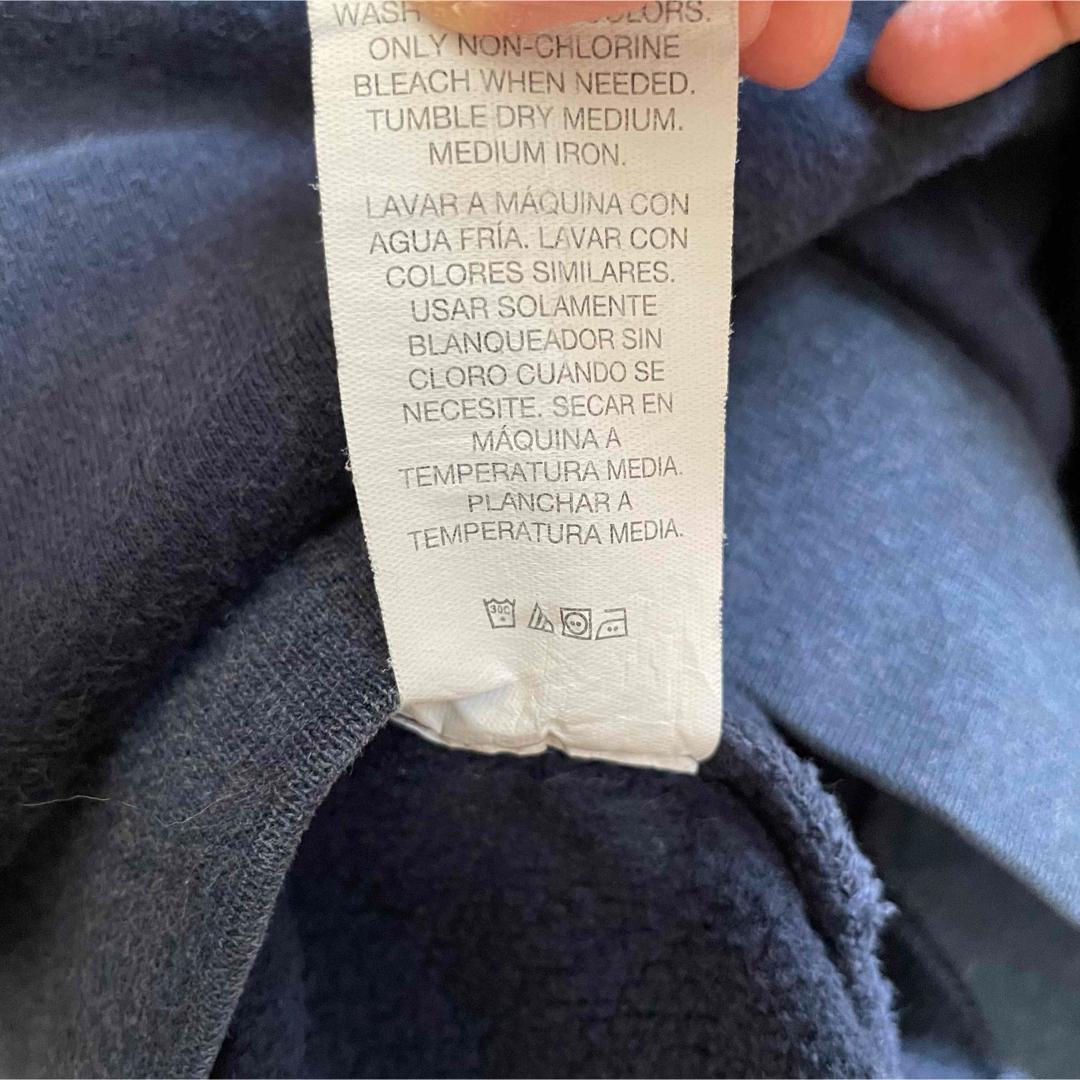 WASH
ONLY NON-CHLORINE
BLEACH WHEN NEEDED.
TUMBLE DRY MEDIUM.
MEDIUM IRON.
LAVAR A MÁQUINA CON
AGUA FRÍA. LAVAR CON
COLORES SIMILARES.
USAR SOLAMENTE
BLANQUEADOR SIN
CLORO CUANDO SE
NECESITE. SECAR EN
MÁQUINA A
TEMPERATURA MEDIA.
PLANCHAR A
TEMPERATURA MEDIA.
30C